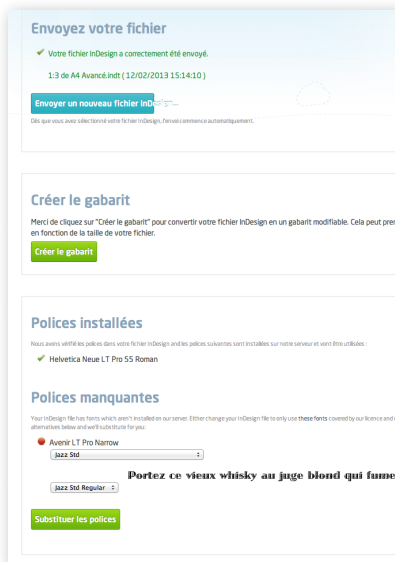 Envoyez votre fichier
Votre fichier InDesign a correctement été envoyé.
1:3 de A4 Avancé.indt ( 12/02/2013 15:14:10 )
Envoyer un nouveau fichier InDesign...
Dès que vous avez sélectionné votre fichier InDesign, l'envoi commence automatiquement.
Créer le gabarit
Merci de cliquez sur "Créer le gabarit" pour convertir votre fichier InDesign en un gabarit modifiable. Cela peut pre
en fonction de la taille de votre fichier.
Créer le gabarit
Polices installées
Nous avons vérifié les polices dans votre fichier InDesign and les polices suivantes sont installées sur notre serveur et vont être utilisées :
Helvetica Neue LT Pro 55 Roman
Polices manquantes
Your InDesign file has fonts which aren't installed on our server. Either change your InDesign file to only use these fonts covered by our licence and
alternatives below and we'll substitute for you:
Avenir LT Pro Narrow
Jazz Std
Portez ce vieux whisky au juge blond qui fume
Jazz Std Regular
Substituer les polices